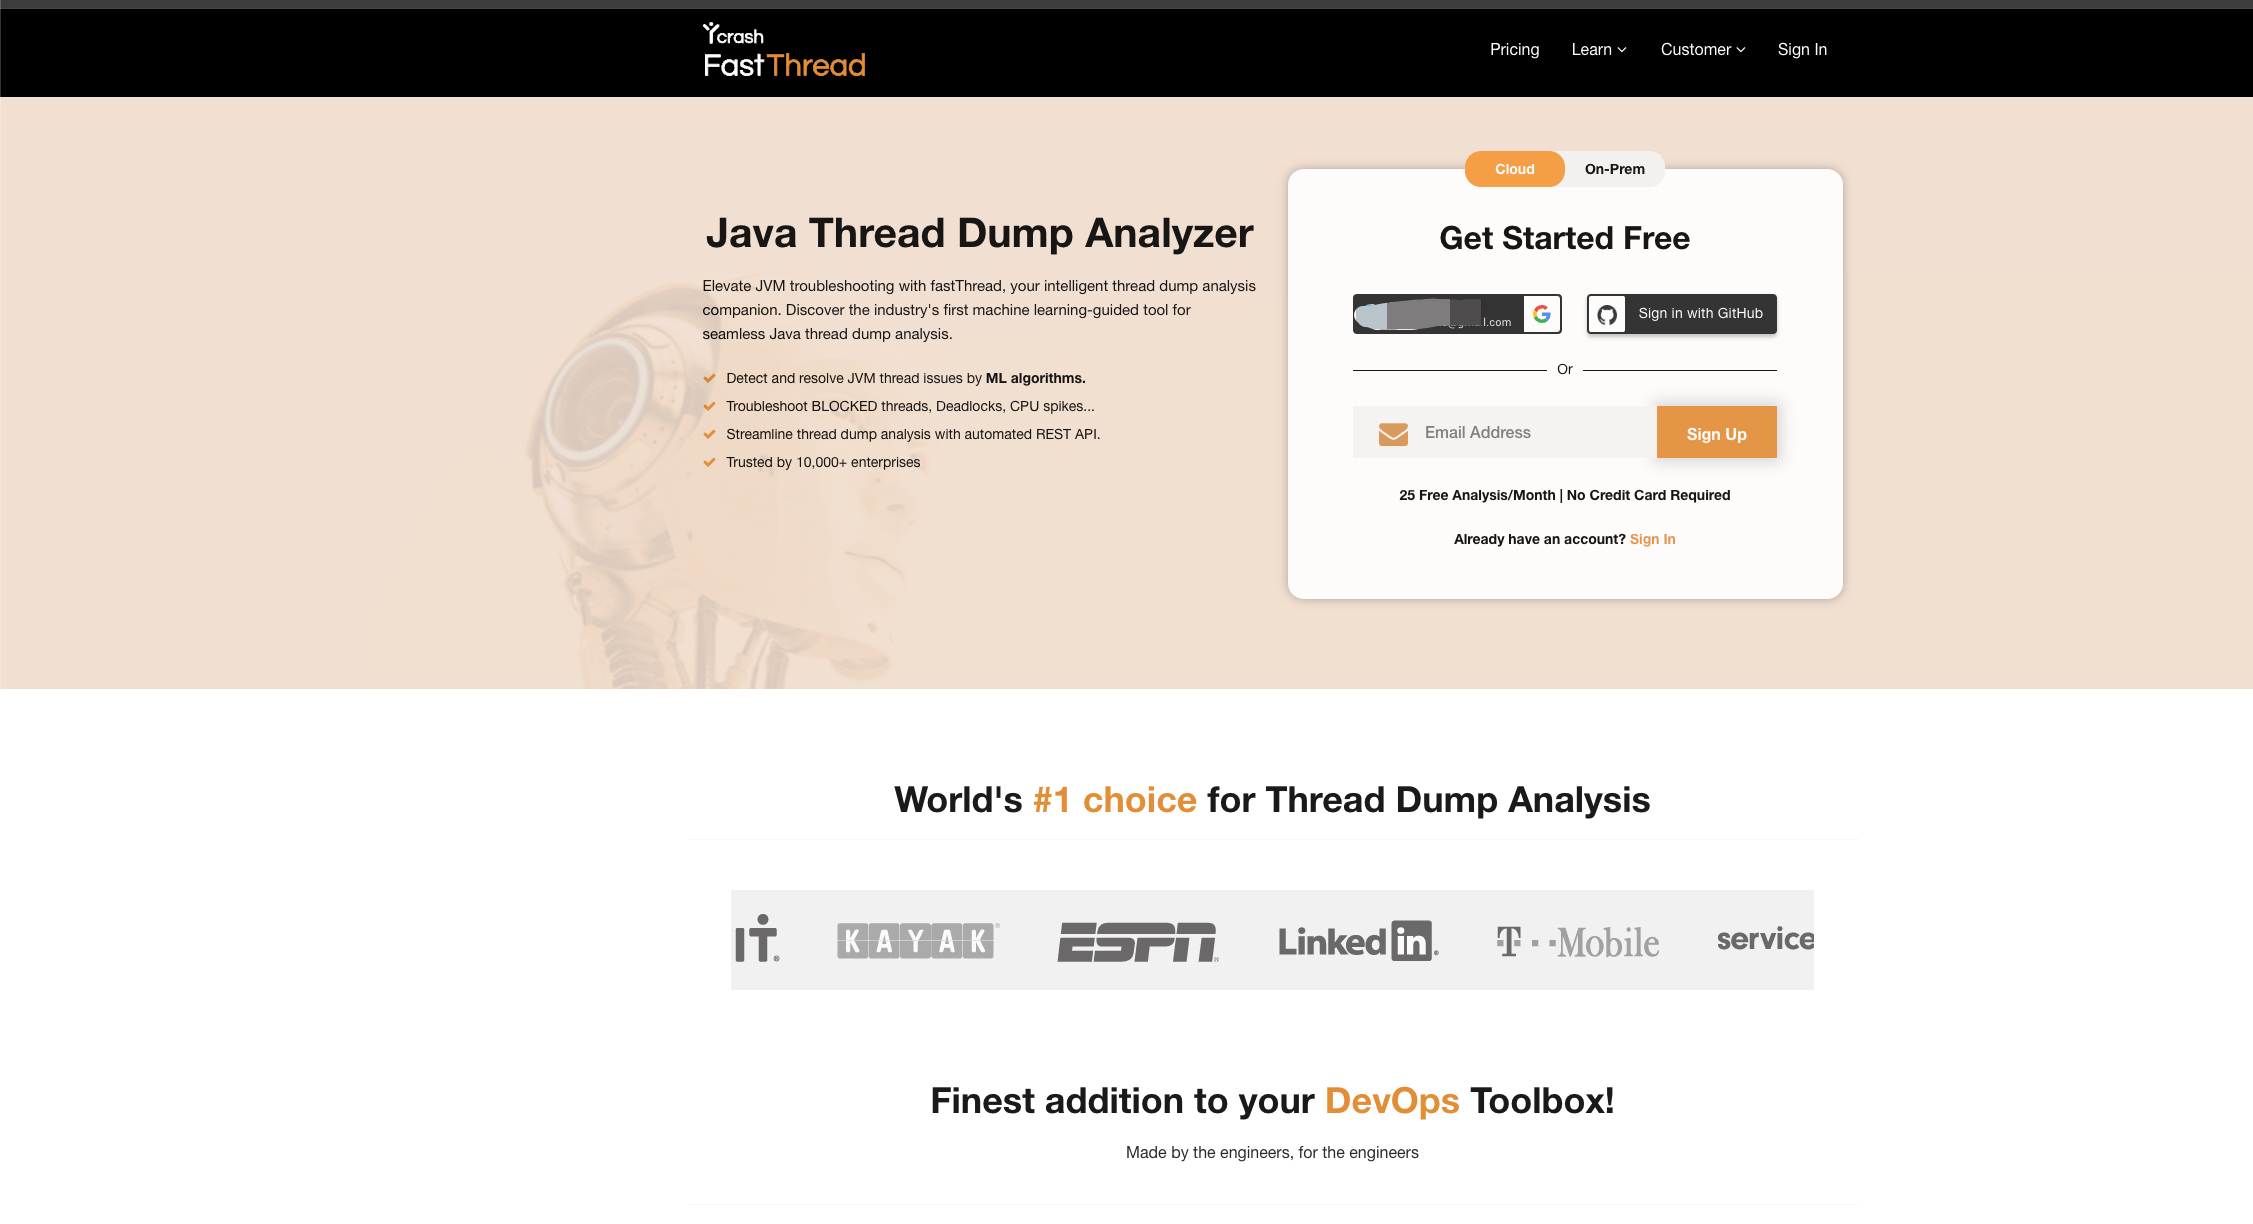 ycrash
FastThread
Pricing
Learn
Customer
Sign In
Cloud
On-Prem
Java Thread Dump Analyzer
Elevate JVM troubleshooting with fastThread, your intelligent thread dump analysis
companion. Discover the industry's first machine learning-guided tool for
seamless Java thread dump analysis.
Detect and resolve JVM thread issues by ML algorithms.
Troubleshoot BLOCKED threads, Deadlocks, CPU spikes...
Streamline thread dump analysis with automated REST API.
Trusted by 10,000+ enterprises
Get Started Free
Sign in with GitHub
Or
Email Address
Sign Up
25 Free Analysis/Month | No Credit Card Required
Already have an account? Sign In
World's #1 choice for Thread Dump Analysis
IT®
KAYAK®
ESPN
LinkedIn®
T··Mobile
service
Finest addition to your DevOps Toolbox!
Made by the engineers, for the engineers